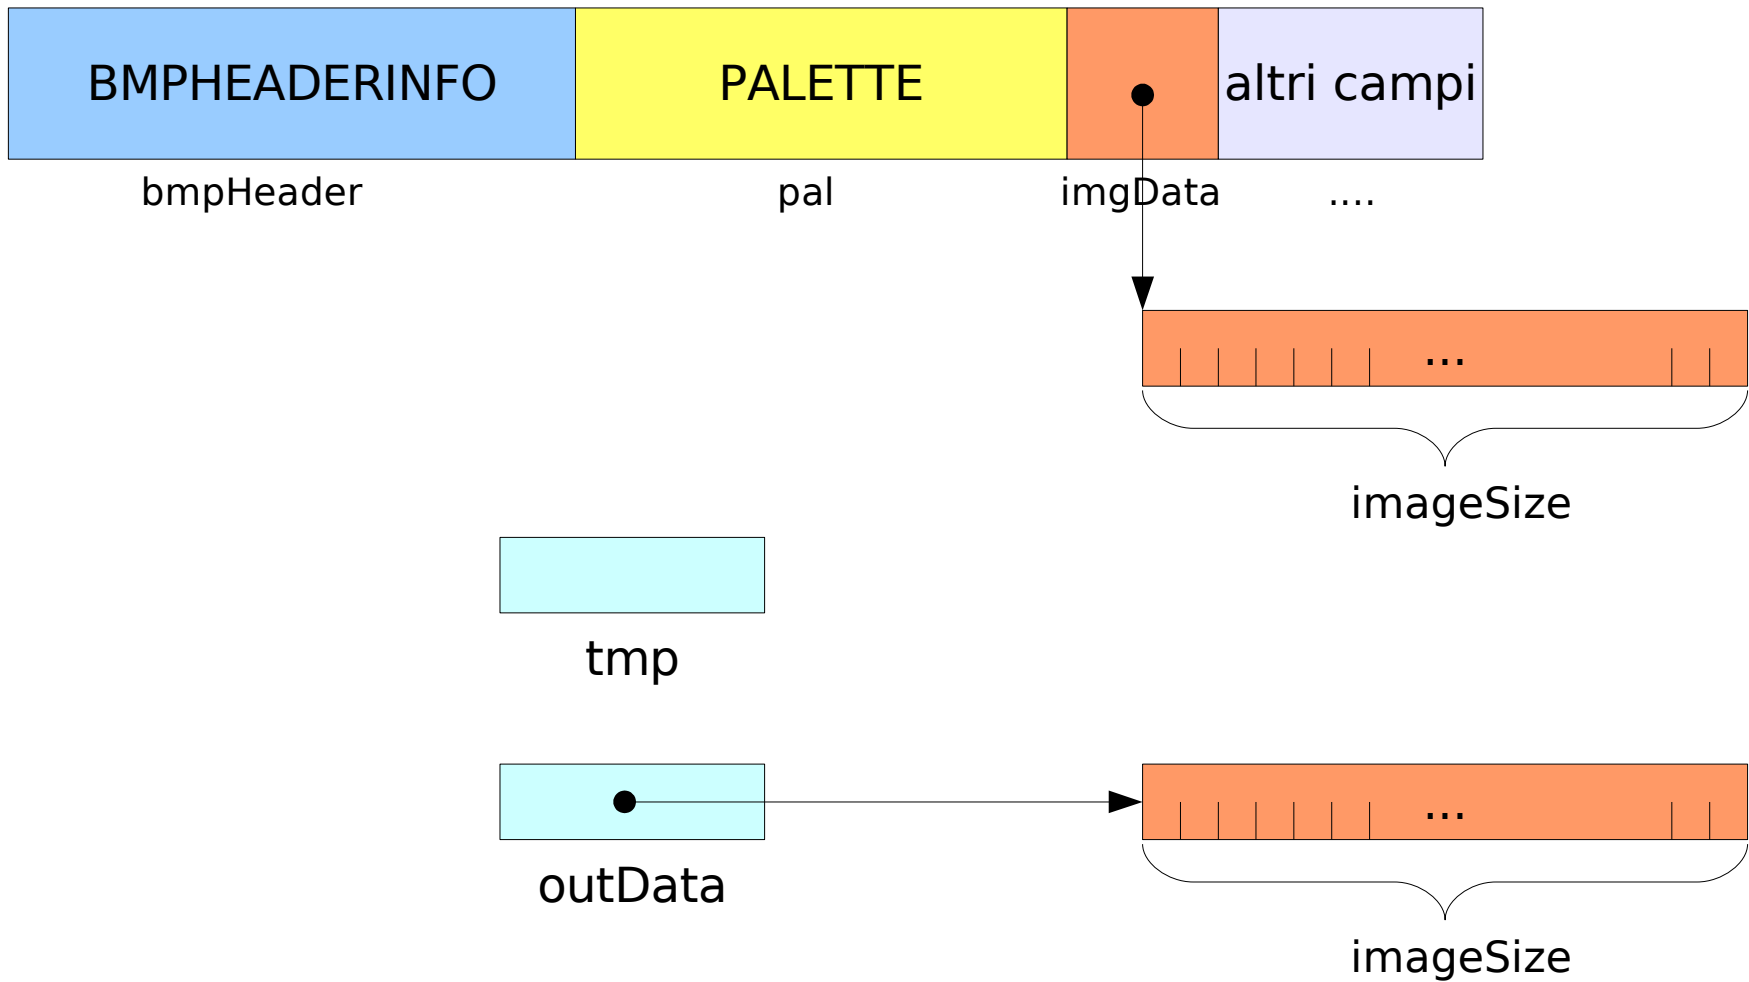 BMPHEADERINFO PALETTE altri campi
bmpHeader pal imgData ....
...
imageSize
tmp
...
outData
imageSize